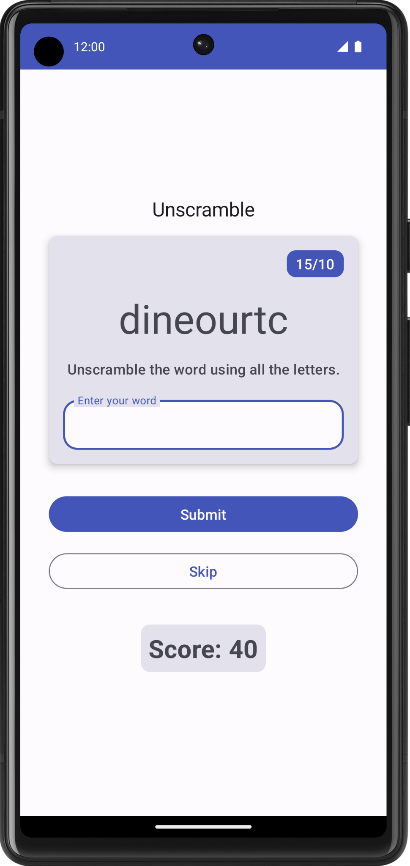 12:00
Unscramble
15/10
dineourtc
Unscramble the word using all the letters.
Enter your word
Submit
Skip
Score: 40